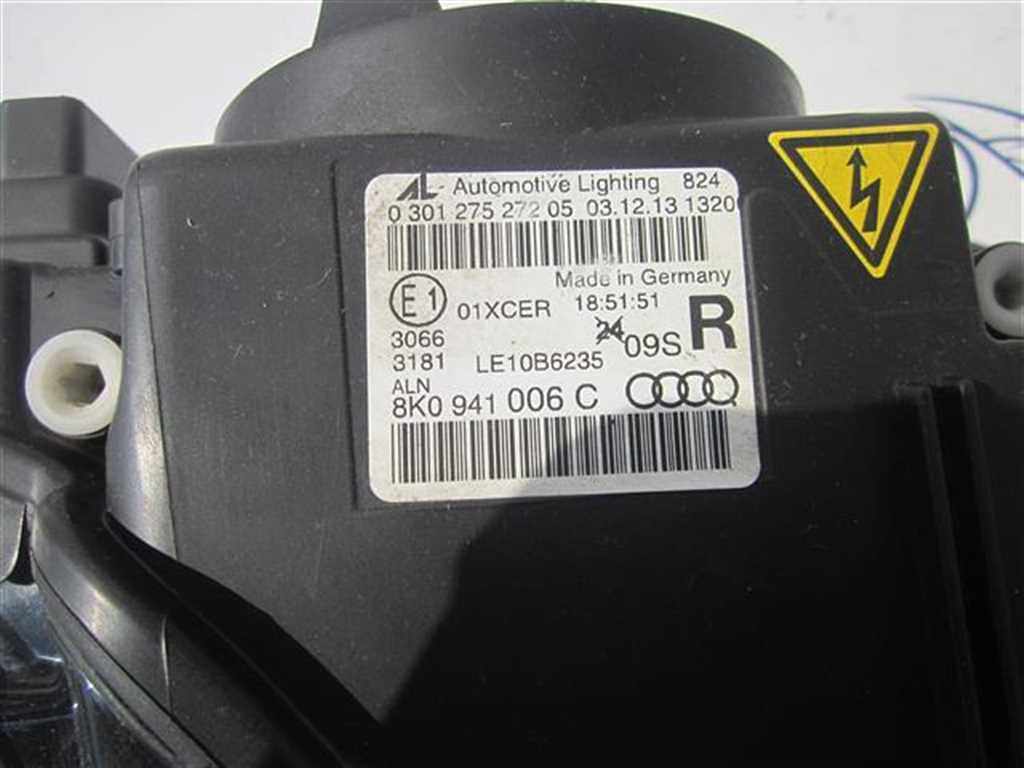 AL Automotive Lighting 824
0 301 275 272 05 03.12.13 1320
Made in Germany
E1 01XCER 18:51:51
R
3066 24 09S
3181 LE10B6235
ALN
8K0 941 006 C